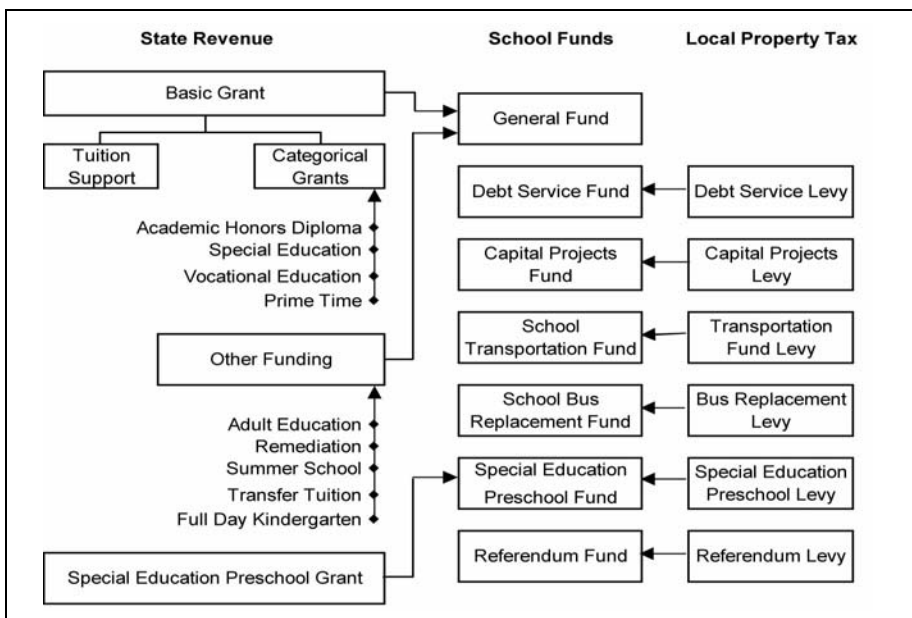 State Revenue
School Funds
Local Property Tax
Basic Grant
General Fund
Tuition
Support
Categorical
Grants
Debt Service Fund
Debt Service Levy
Academic Honors Diploma
Special Education
Vocational Education
Prime Time
Capital Projects
Fund
Capital Projects
Levy
Other Funding
School
Transportation Fund
Transportation
Fund Levy
Adult Education
Remediation
Summer School
Transfer Tuition
Full Day Kindergarten
School Bus
Replacement Fund
Bus Replacement
Levy
Special Education
Preschool Fund
Special Education
Preschool Levy
Special Education Preschool Grant
Referendum Fund
Referendum Levy